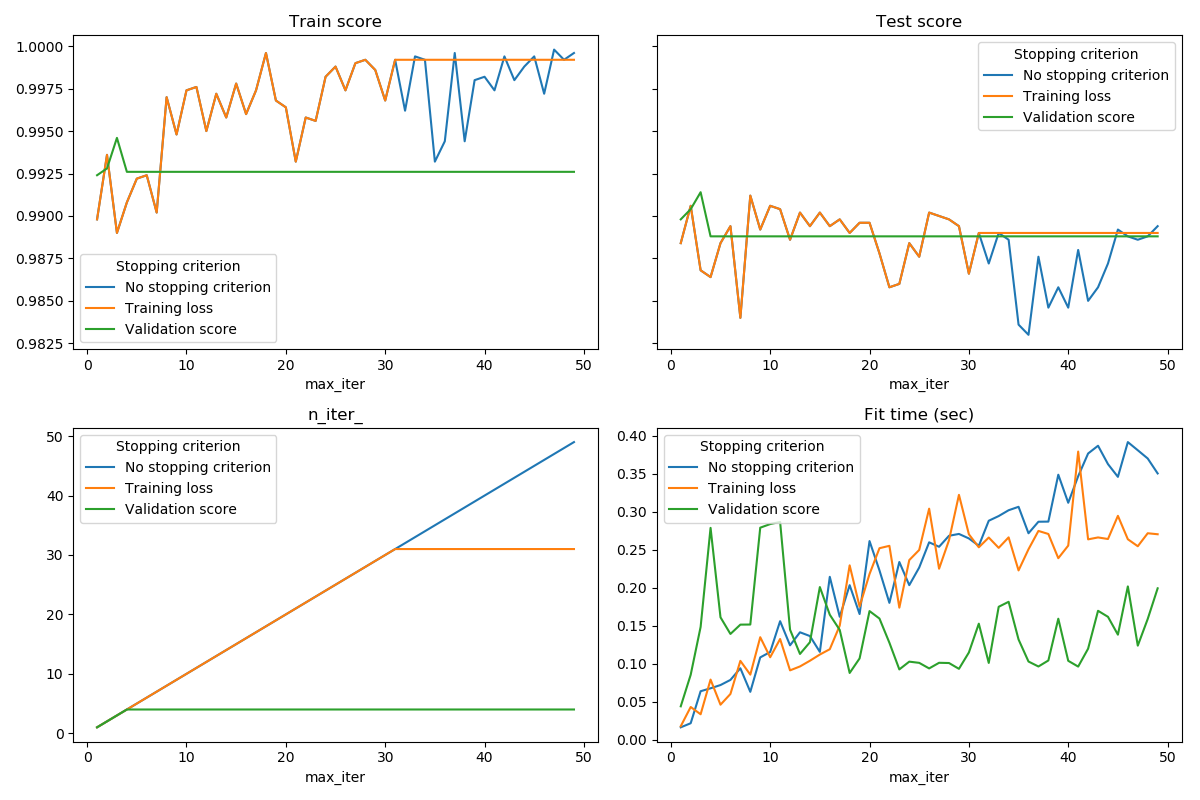 Train score
1.0000
0.9975
0.9950
0.9925
0.9900
0.9875
0.9850
0.9825
Stopping criterion
No stopping criterion
Training loss
Validation score
0 10 20 30 40 50
max_iter
Test score
Stopping criterion
No stopping criterion
Training loss
Validation score
0 10 20 30 40 50
max_iter
n_iter_
50
40
30
20
10
0
Stopping criterion
No stopping criterion
Training loss
Validation score
0 10 20 30 40 50
max_iter
Fit time (sec)
0.40
0.35
0.30
0.25
0.20
0.15
0.10
0.05
0.00
Stopping criterion
No stopping criterion
Training loss
Validation score
0 10 20 30 40 50
max_iter